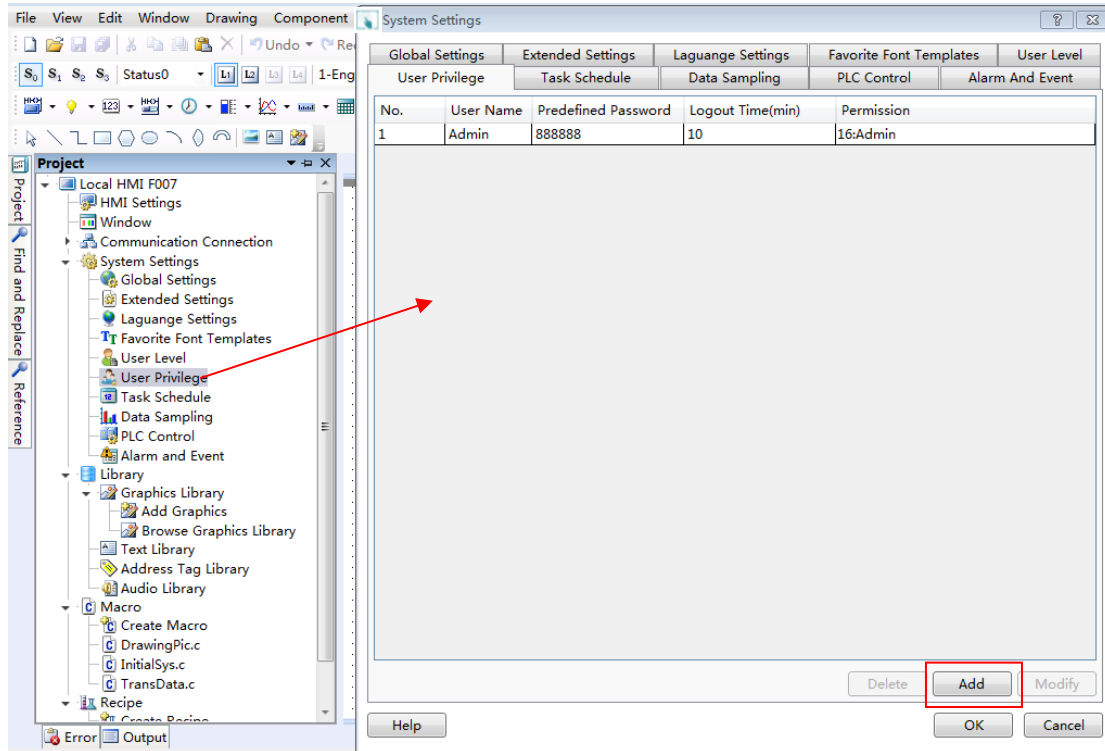 File View Edit Window Drawing Component
Undo Re
S0 S1 S2 S3 Status0 L1 L2 L3 L4 1-Eng
123
Project
Local HMI F007
HMI Settings
Window
Communication Connection
System Settings
Global Settings
Extended Settings
Laguange Settings
Favorite Font Templates
User Level
User Privilege
Task Schedule
Data Sampling
PLC Control
Alarm and Event
Library
Graphics Library
Add Graphics
Browse Graphics Library
Text Library
Address Tag Library
Audio Library
Macro
Create Macro
DrawingPic.c
InitialSys.c
TransData.c
Recipe
Create Recipe
Error Output
Project
Find and Replace
Reference
System Settings
Global Settings Extended Settings Laguange Settings Favorite Font Templates User Level
User Privilege Task Schedule Data Sampling PLC Control Alarm And Event
No. User Name Predefined Password Logout Time(min) Permission
1 Admin 888888 10 16:Admin
Delete Add Modify
Help OK Cancel